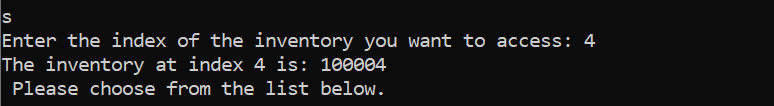 s
Enter the index of the inventory you want to access: 4
The inventory at index 4 is: 100004
 Please choose from the list below.